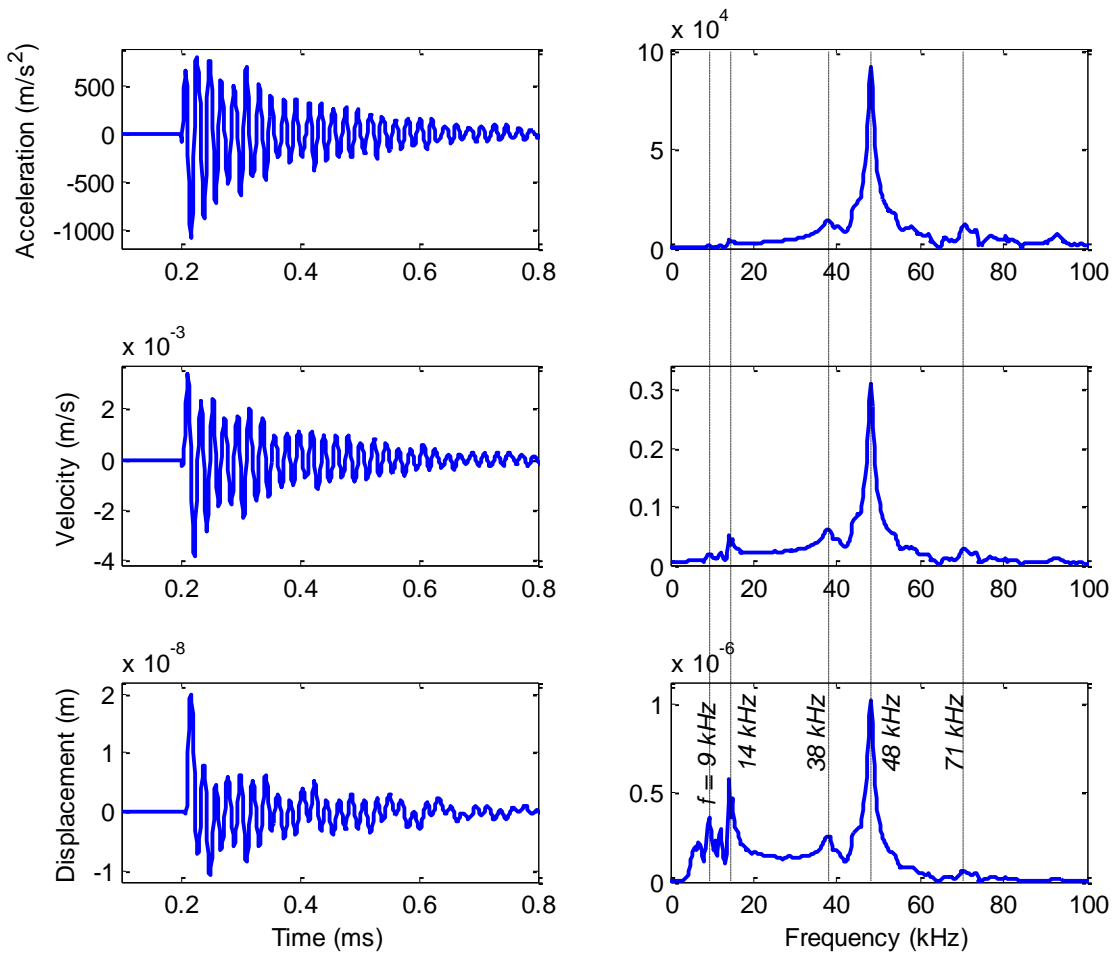 x 10^4
Acceleration (m/s^2)
500
0
-500
-1000
0.2 0.4 0.6 0.8
10
5
0
0 20 40 60 80 100
x 10^-3
Velocity (m/s)
2
0
-2
-4
0.2 0.4 0.6 0.8
0.3
0.2
0.1
0
0 20 40 60 80 100
x 10^-8
Displacement (m)
2
1
0
-1
0.2 0.4 0.6 0.8
Time (ms)
x 10^-6
1
0.5
0
f = 9 kHz
14 kHz
38 kHz
48 kHz
71 kHz
0 20 40 60 80 100
Frequency (kHz)